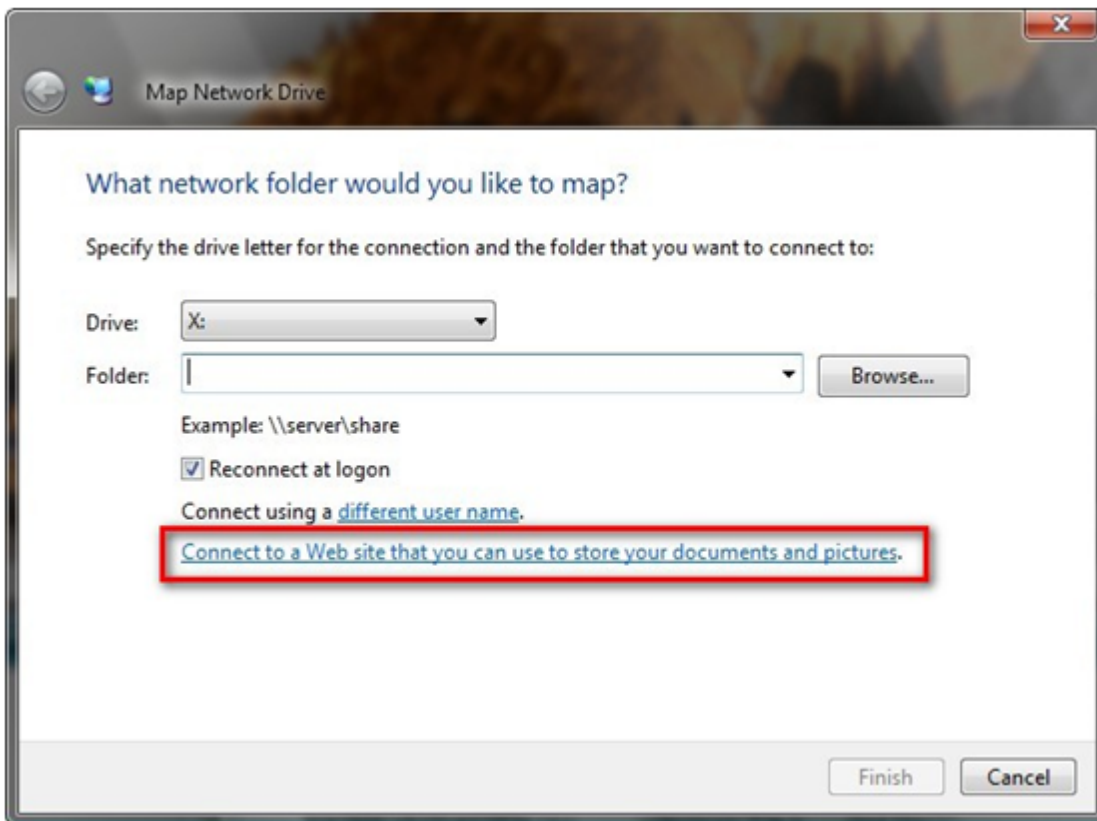 Map Network Drive
What network folder would you like to map?
Specify the drive letter for the connection and the folder that you want to connect to:
Drive: X:
Folder: Browse...
Example: \\server\share
Reconnect at logon
Connect using a different user name.
Connect to a Web site that you can use to store your documents and pictures.
Finish Cancel